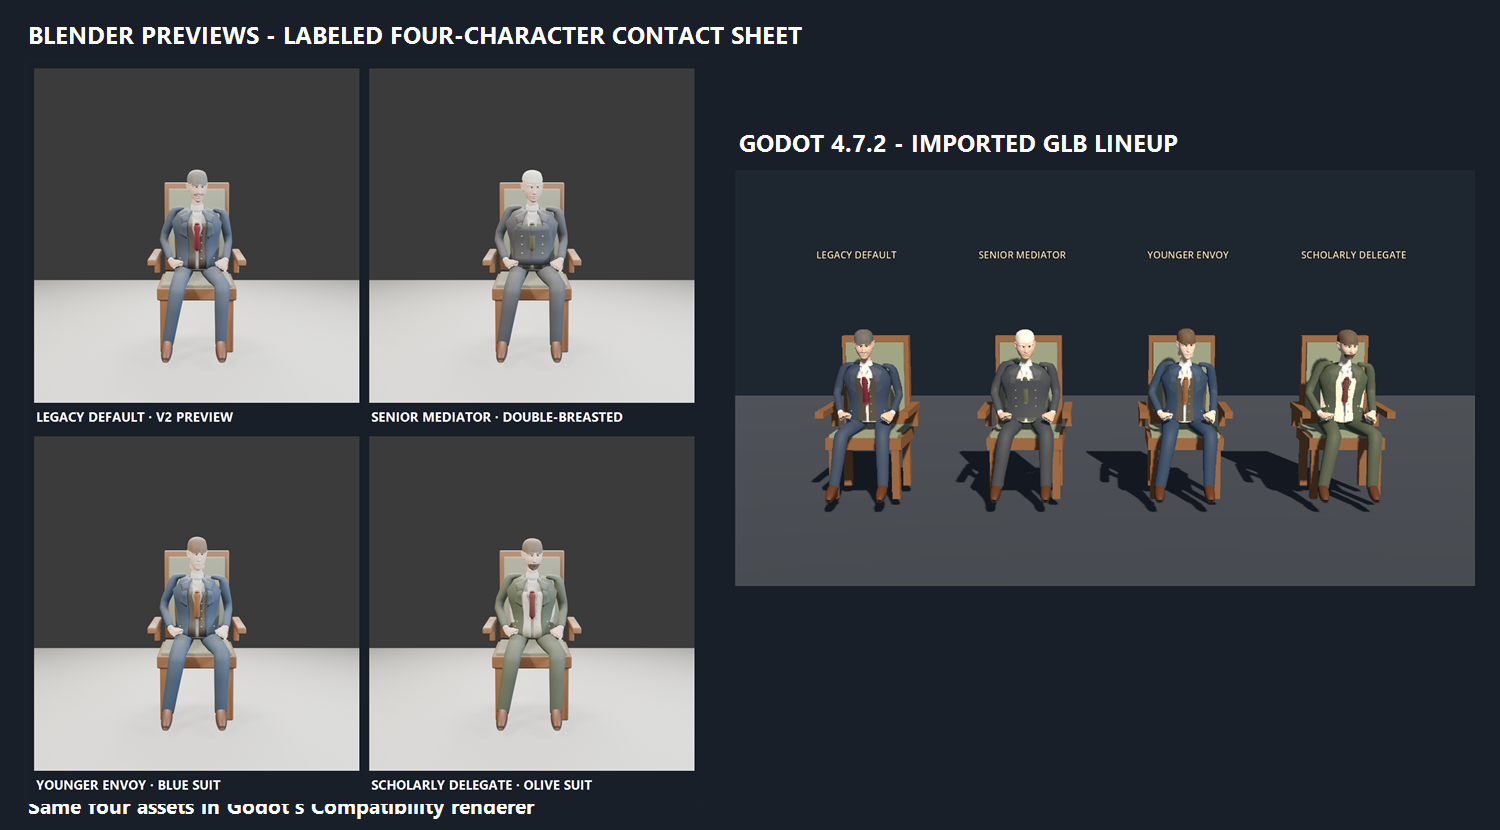 BLENDER PREVIEWS - LABELED FOUR-CHARACTER CONTACT SHEET
LEGACY DEFAULT · V2 PREVIEW
SENIOR MEDIATOR · DOUBLE-BREASTED
YOUNGER ENVOY · BLUE SUIT
SCHOLARLY DELEGATE · OLIVE SUIT
Same four assets in Godot's Compatibility renderer
GODOT 4.7.2 - IMPORTED GLB LINEUP
LEGACY DEFAULT
SENIOR MEDIATOR
YOUNGER ENVOY
SCHOLARLY DELEGATE